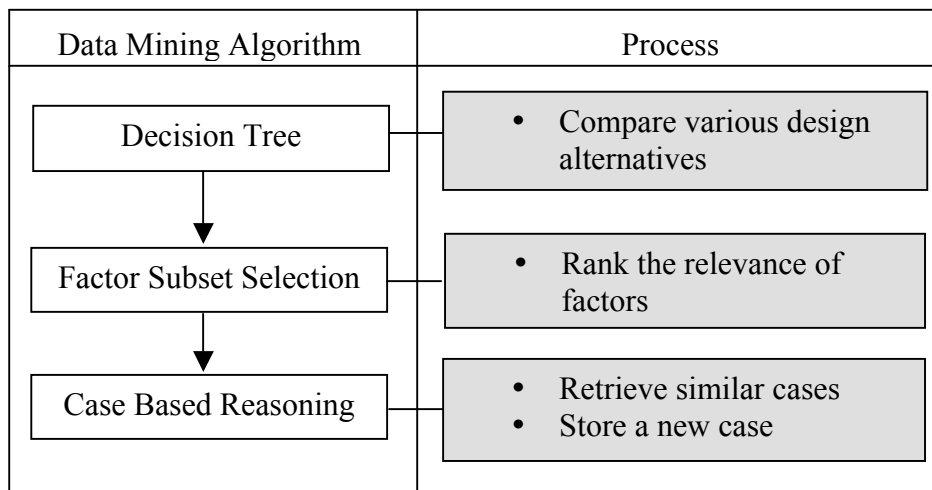 Data Mining Algorithm
Process
Decision Tree
• Compare various design
alternatives
Factor Subset Selection
• Rank the relevance of
factors
Case Based Reasoning
• Retrieve similar cases
• Store a new case